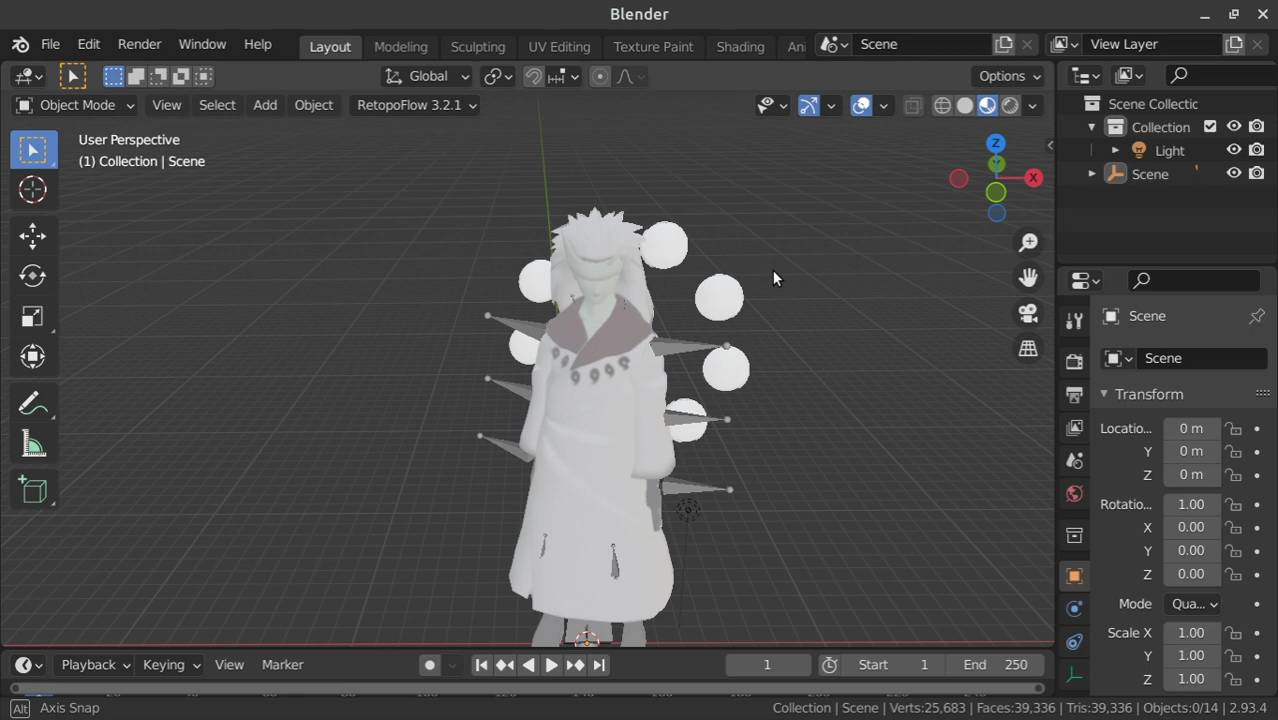 Blender
File Edit Render Window Help Layout Modeling Sculpting UV Editing Texture Paint Shading An Scene View Layer
Global Options
Object Mode View Select Add Object RetopoFlow 3.2.1
User Perspective
(1) Collection | Scene
Z
Y
X
Scene Collectic
Collection
Light
Scene
Scene
Scene
Transform
Locatio... 0 m
Y 0 m
Z 0 m
Rotatio... 1.00
X 0.00
Y 0.00
Z 0.00
Mode Qua...
Scale X 1.00
Y 1.00
Z 1.00
Playback Keying View Marker 1 Start 1 End 250
Alt Axis Snap Collection | Scene | Verts:25,683 | Faces:39,336 | Tris:39,336 | Objects:0/14 | 2.93.4